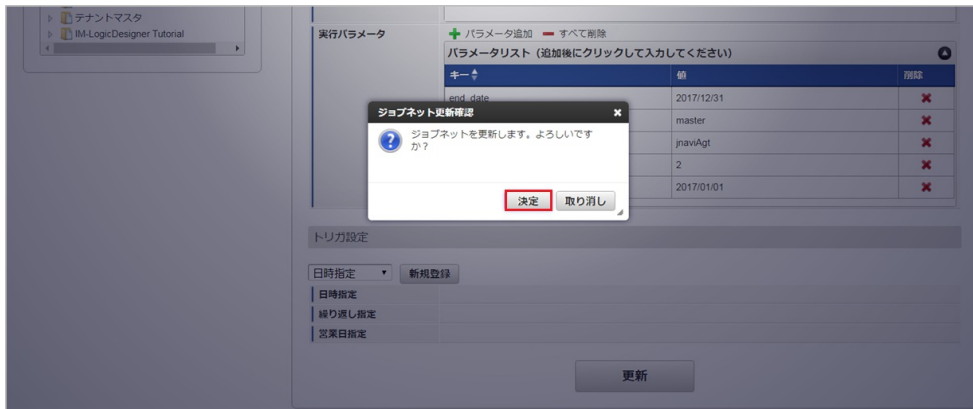 テナントマスタ
IM-LogicDesigner Tutorial
実行パラメータ
パラメータ追加 すべて削除
パラメータリスト（追加後にクリックして入力してください）
キー 値 削除
end_date 2017/12/31
master
jnaviAgt
2
2017/01/01
ジョブネット更新確認
ジョブネットを更新します。よろしいです
か？
決定 取り消し
トリガ設定
日時指定 新規登録
日時指定
繰り返し指定
営業日指定
更新